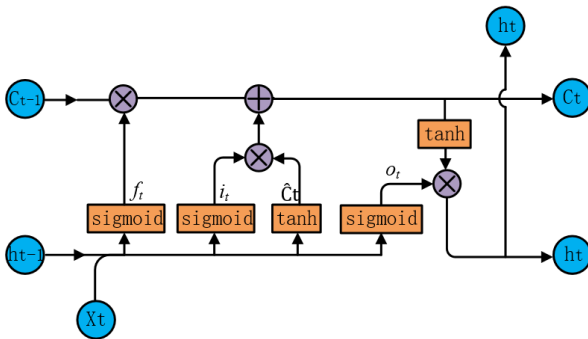 ht
Ct-1
Ct
tanh
ft
it
Ĉt
ot
sigmoid
sigmoid
tanh
sigmoid
ht-1
ht
Xt